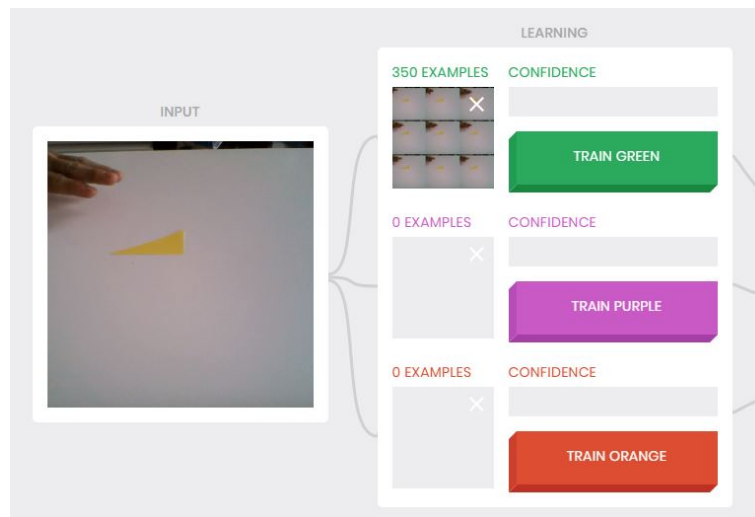 LEARNING
INPUT
350 EXAMPLES CONFIDENCE
TRAIN GREEN
0 EXAMPLES CONFIDENCE
TRAIN PURPLE
0 EXAMPLES CONFIDENCE
TRAIN ORANGE